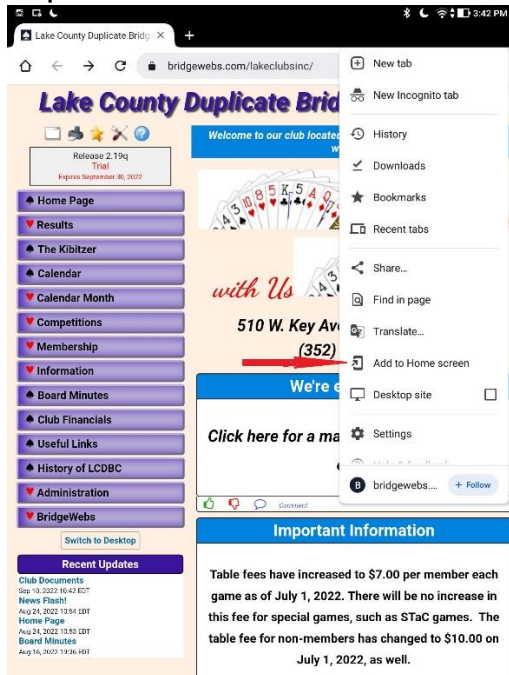 3:42 PM
Lake County Duplicate Bridg
bridgewebs.com/lakeclubsinc/
Lake County Duplicate Brid
Release 2.19q
Trial
Expires September 30, 2022
Home Page
Results
The Kibitzer
Calendar
Calendar Month
Competitions
Membership
Information
Board Minutes
Club Financials
Useful Links
History of LCDBC
Administration
BridgeWebs
Switch to Desktop
Recent Updates
Club Documents
Sep 10, 2022 10:42 EDT
News Flash!
Aug 24, 2022 10:54 EDT
Home Page
Aug 24, 2022 10:53 EDT
Board Minutes
Aug 16, 2022 19:36 EDT
Welcome to our club locate
w
with Us
510 W. Key Av
(352)
We're e
Click here for a ma
Comment
Important Information
Table fees have increased to $7.00 per member each
game as of July 1, 2022. There will be no increase in
this fee for special games, such as STaC games. The
table fee for non-members has changed to $10.00 on
July 1, 2022, as well.
New tab
New Incognito tab
History
Downloads
Bookmarks
Recent tabs
Share...
Find in page
Translate...
Add to Home screen
Desktop site
Settings
B bridgewebs.... + Follow